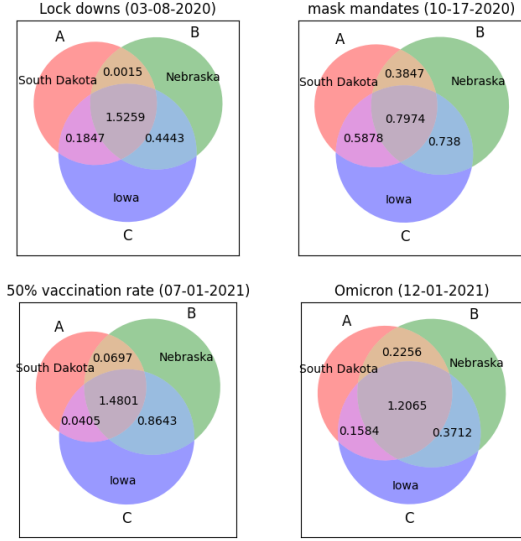 Lock downs (03-08-2020)
A
B
South Dakota
0.0015
Nebraska
1.5259
0.1847
0.4443
Iowa
C
mask mandates (10-17-2020)
A
B
South Dakota
0.3847
Nebraska
0.7974
0.5878
0.738
Iowa
C
50% vaccination rate (07-01-2021)
A
B
South Dakota
0.0697
Nebraska
1.4801
0.0405
0.8643
Iowa
C
Omicron (12-01-2021)
A
B
South Dakota
0.2256
Nebraska
1.2065
0.1584
0.3712
Iowa
C